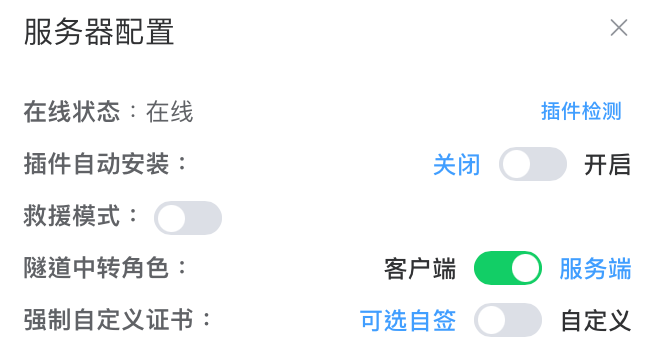 服务器配置
在线状态：在线 插件检测
插件自动安装： 关闭 开启
救援模式：
隧道中转角色： 客户端 服务端
强制自定义证书： 可选自签 自定义